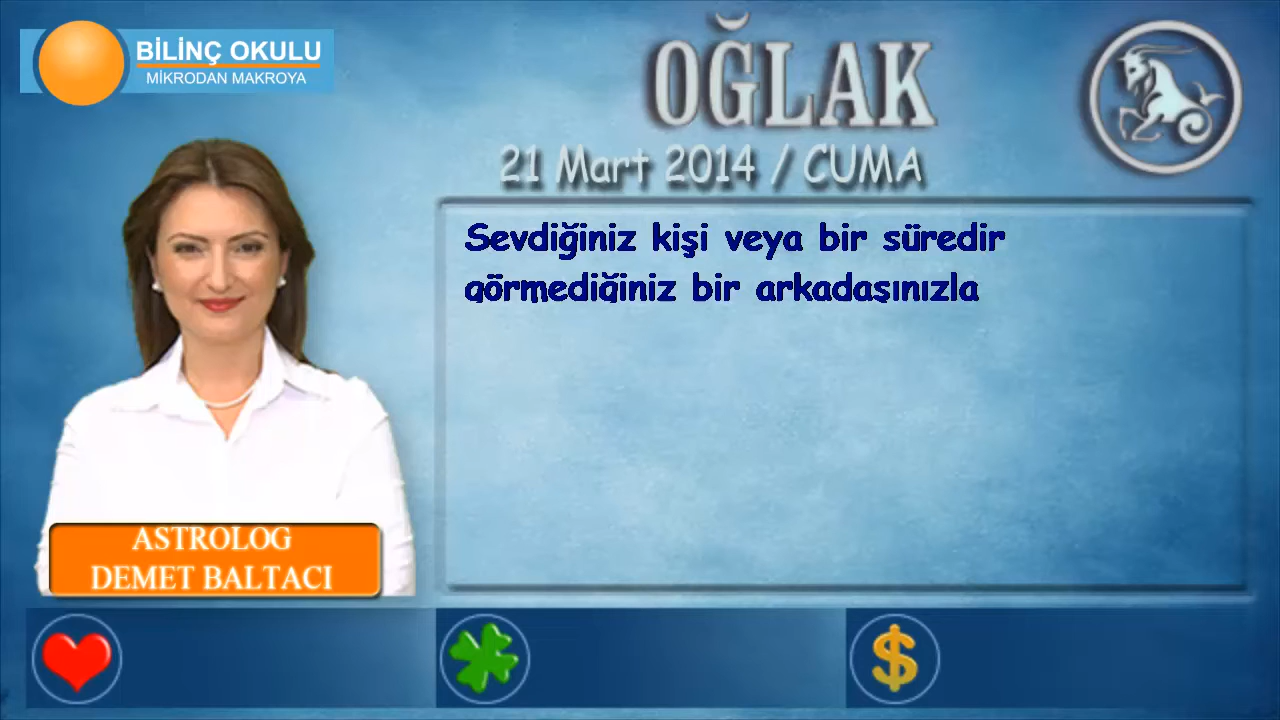 BİLİNÇ OKULU
MİKRODAN MAKROYA
OĞLAK
21 Mart 2014 / CUMA
Sevdiğiniz kişi veya bir süredir
görmediğiniz bir arkadaşınızla
ASTROLOG
DEMET BALTACI
$